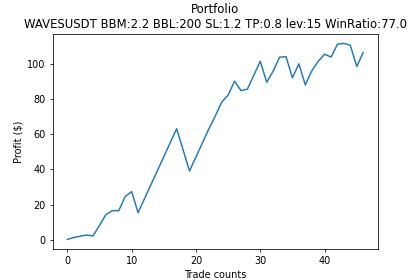 Portfolio
WAVESUSDT BBM:2.2 BBL:200 SL:1.2 TP:0.8 lev:15 WinRatio:77.0
100
80
60
40
20
0
Profit ($)
0 10 20 30 40
Trade counts